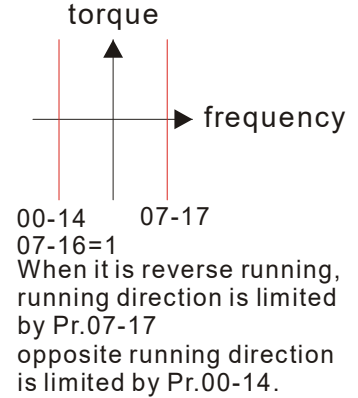 torque
frequency
00-14 07-17
07-16=1
When it is reverse running,
running direction is limited
by Pr.07-17
opposite running direction
is limited by Pr.00-14.